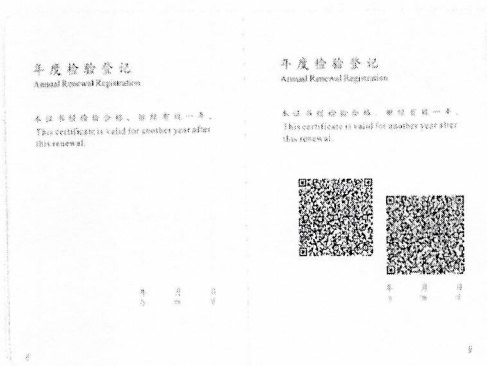 年度检验登记
Annual Renewal Registration
本证书经检验合格,继续有效一年。
This certificate is valid for another year after
this renewal.
年 月 日
y m d
年度检验登记
Annual Renewal Registration
本证书经检验合格,继续有效一年。
This certificate is valid for another year after
this renewal.
年 月 日
y m d